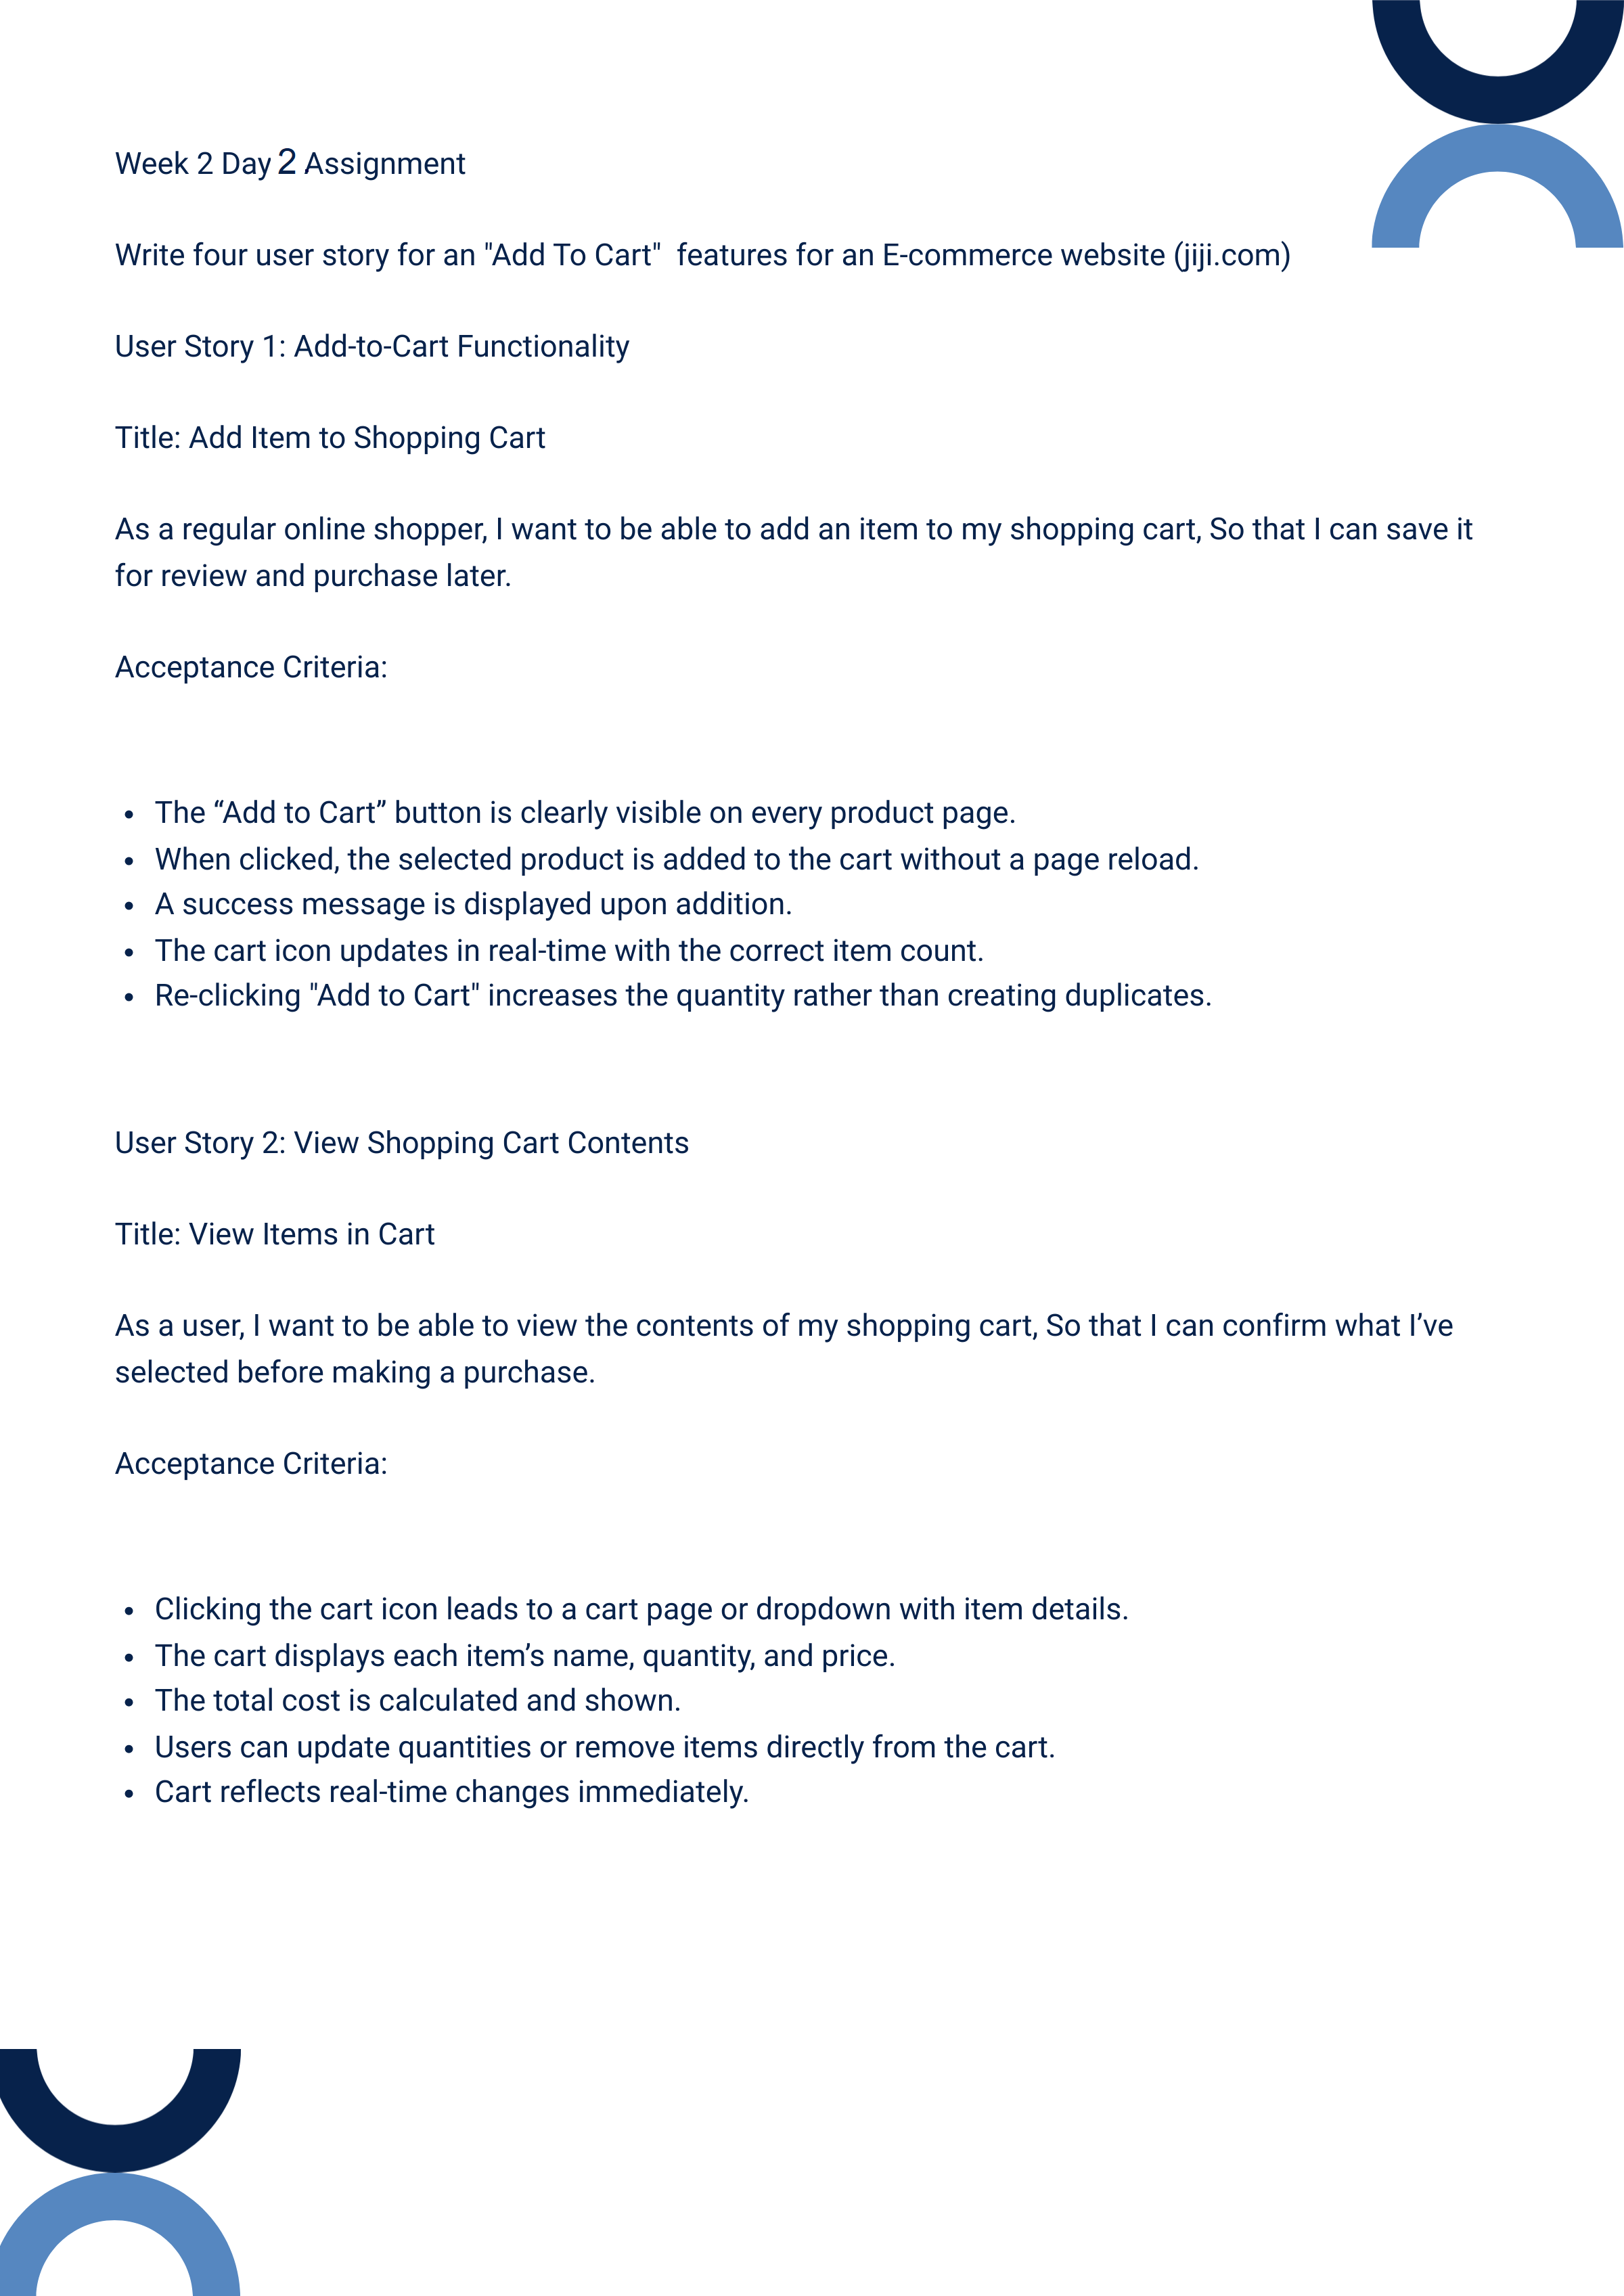 Week 2 Day 2 Assignment
Write four user story for an "Add To Cart"  features for an E-commerce website (jiji.com)
User Story 1: Add-to-Cart Functionality
Title: Add Item to Shopping Cart
As a regular online shopper, I want to be able to add an item to my shopping cart, So that I can save it
for review and purchase later.
Acceptance Criteria:
• The “Add to Cart” button is clearly visible on every product page.
• When clicked, the selected product is added to the cart without a page reload.
• A success message is displayed upon addition.
• The cart icon updates in real-time with the correct item count.
• Re-clicking "Add to Cart" increases the quantity rather than creating duplicates.
User Story 2: View Shopping Cart Contents
Title: View Items in Cart
As a user, I want to be able to view the contents of my shopping cart, So that I can confirm what I’ve
selected before making a purchase.
Acceptance Criteria:
• Clicking the cart icon leads to a cart page or dropdown with item details.
• The cart displays each item’s name, quantity, and price.
• The total cost is calculated and shown.
• Users can update quantities or remove items directly from the cart.
• Cart reflects real-time changes immediately.